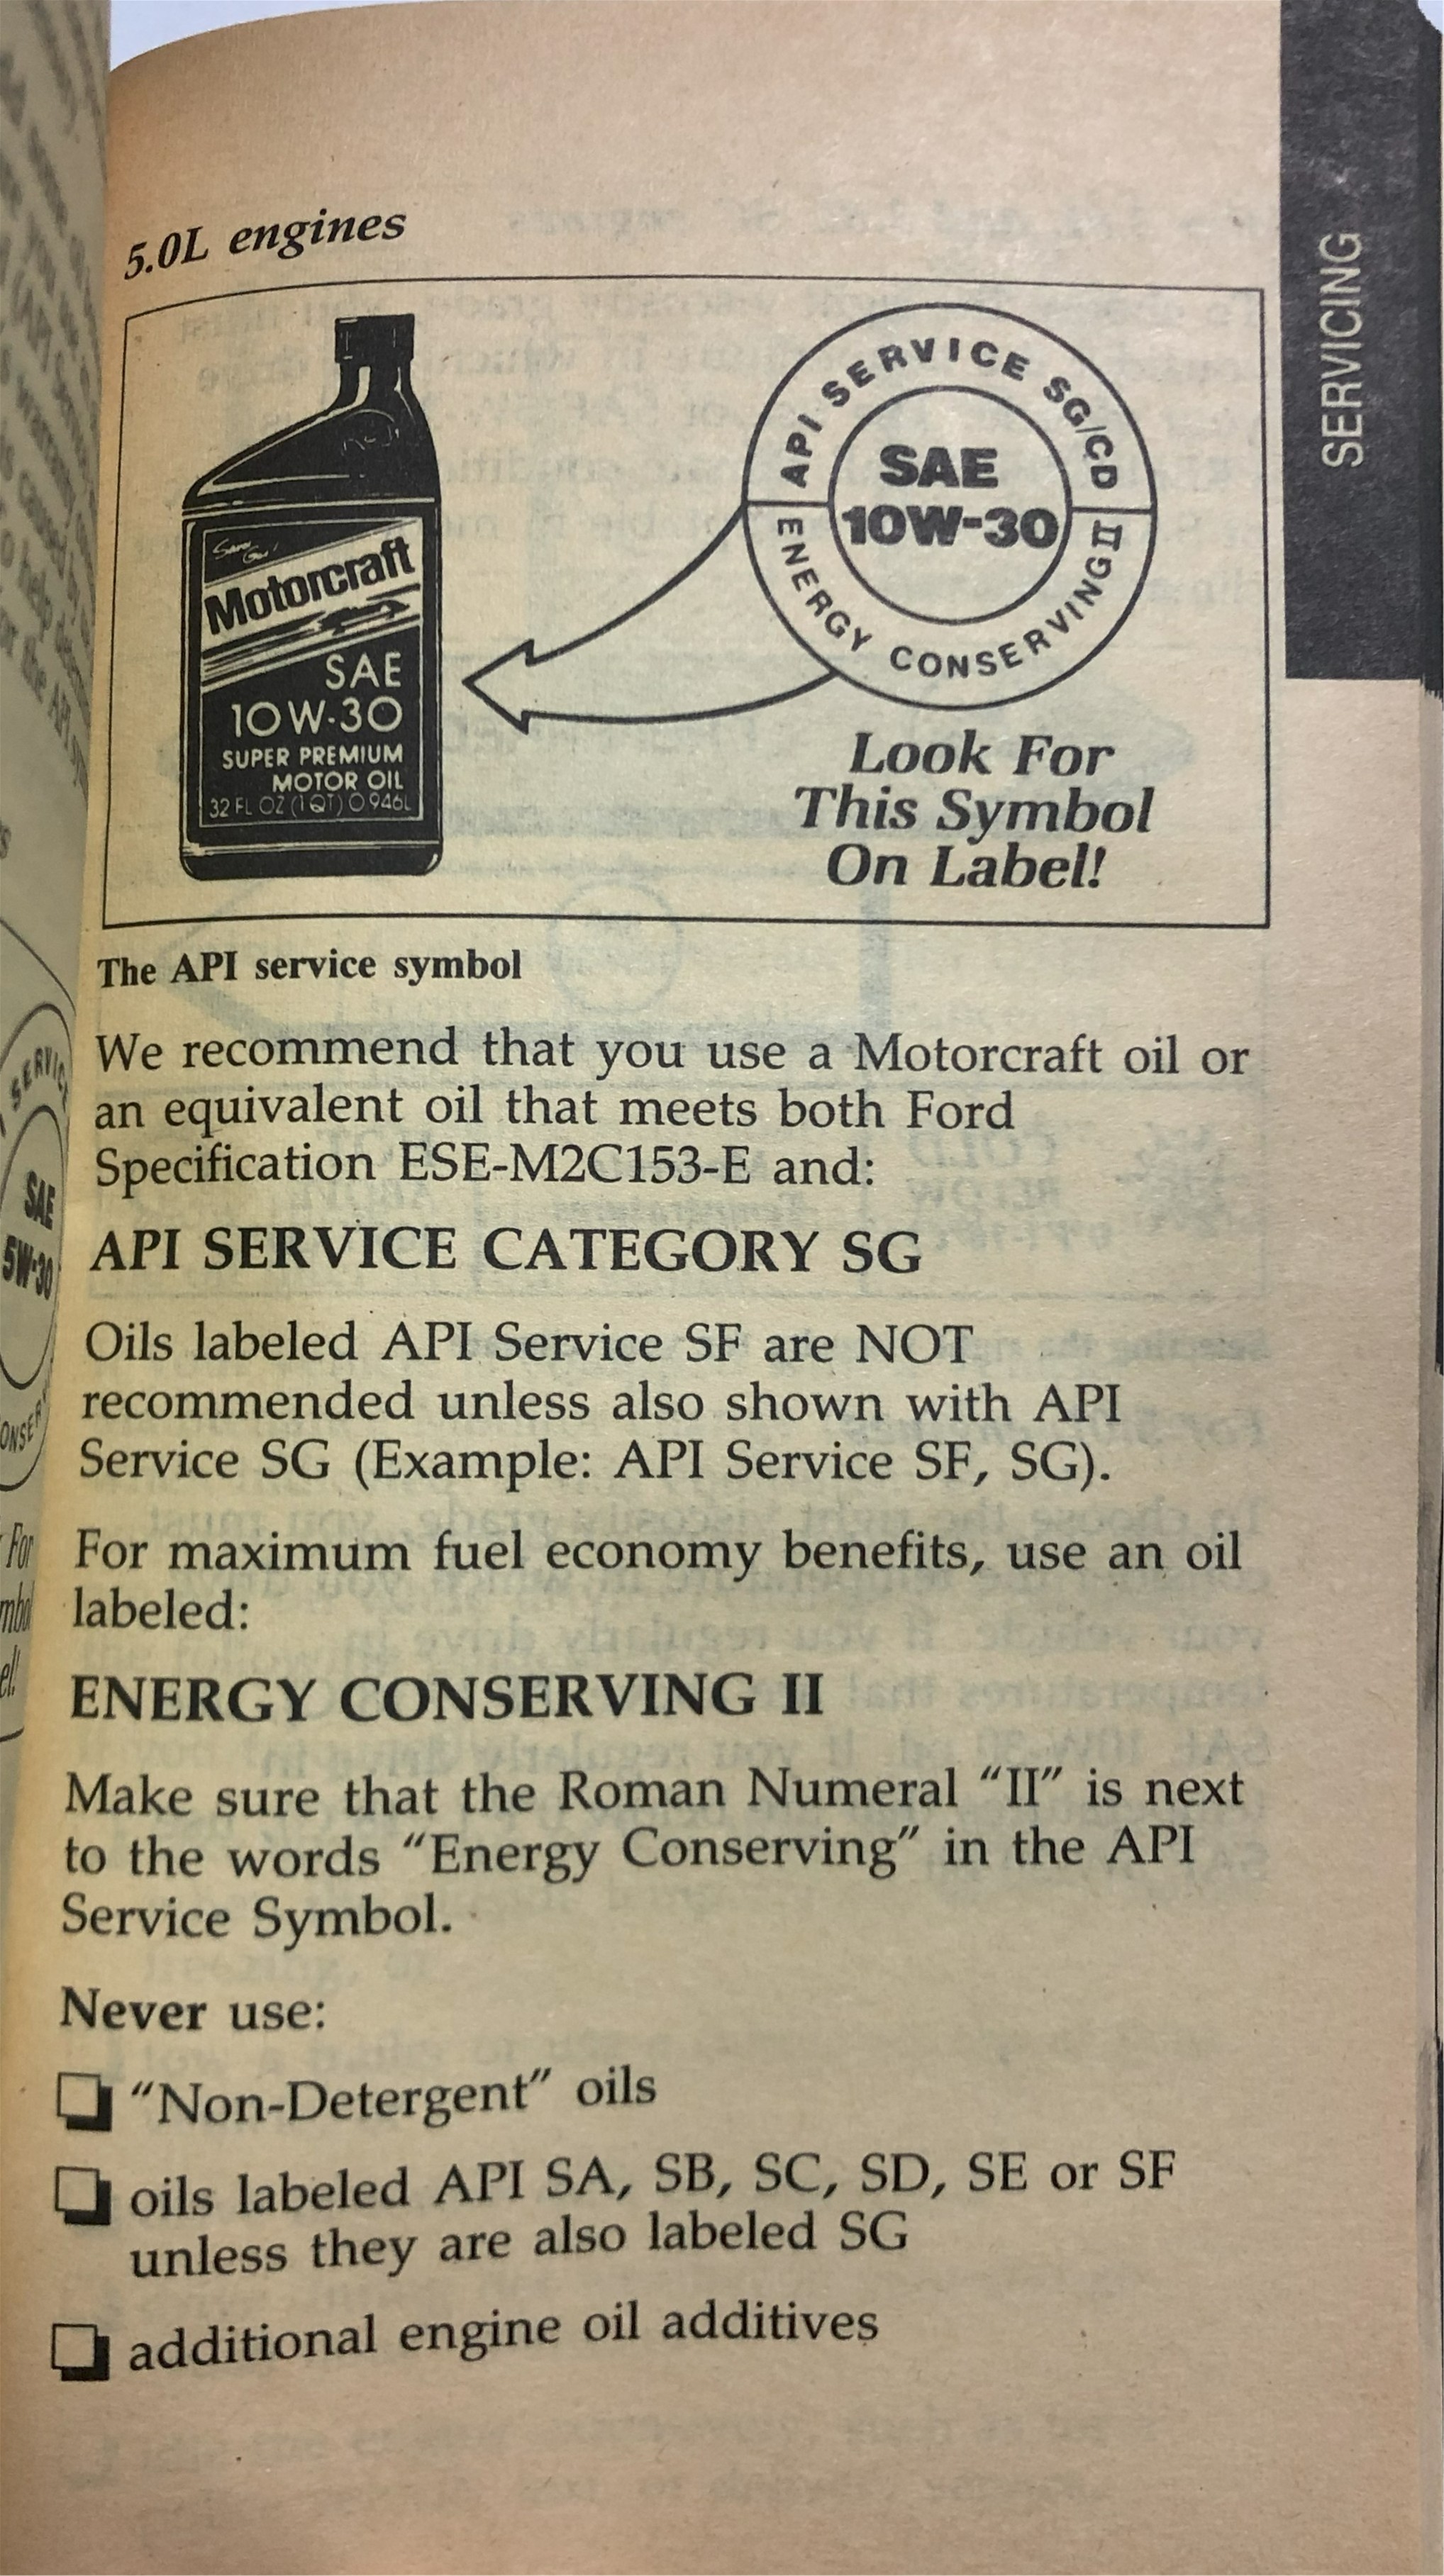 SERVICING
5.0L engines
Motorcraft
SAE
10W-30
SUPER PREMIUM
MOTOR OIL
32 FL OZ (1 QT) 0.946L
API SERVICE SG/CD
SAE
10W-30
ENERGY CONSERVING II
Look For
This Symbol
On Label!
The API service symbol
We recommend that you use a Motorcraft oil or
an equivalent oil that meets both Ford
Specification ESE-M2C153-E and:
API SERVICE CATEGORY SG
Oils labeled API Service SF are NOT
recommended unless also shown with API
Service SG (Example: API Service SF, SG).
For maximum fuel economy benefits, use an oil
labeled:
ENERGY CONSERVING II
Make sure that the Roman Numeral “II” is next
to the words “Energy Conserving” in the API
Service Symbol.
Never use:
❏ “Non-Detergent” oils
❏ oils labeled API SA, SB, SC, SD, SE or SF
unless they are also labeled SG
❏ additional engine oil additives
SERVICE
SAE
5W-30
For